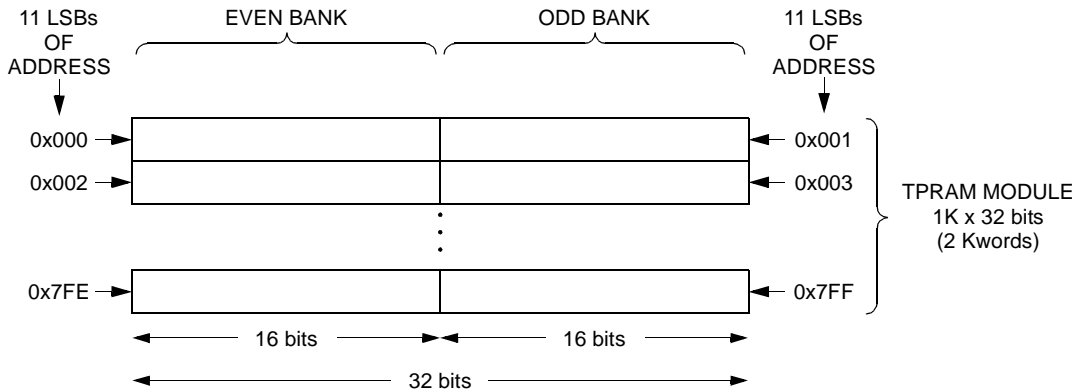 11 LSBs
OF
ADDRESS
EVEN BANK
ODD BANK
11 LSBs
OF
ADDRESS
0x000
0x001
0x002
0x003
0x7FE
0x7FF
TPRAM MODULE
1K x 32 bits
(2 Kwords)
16 bits
16 bits
32 bits